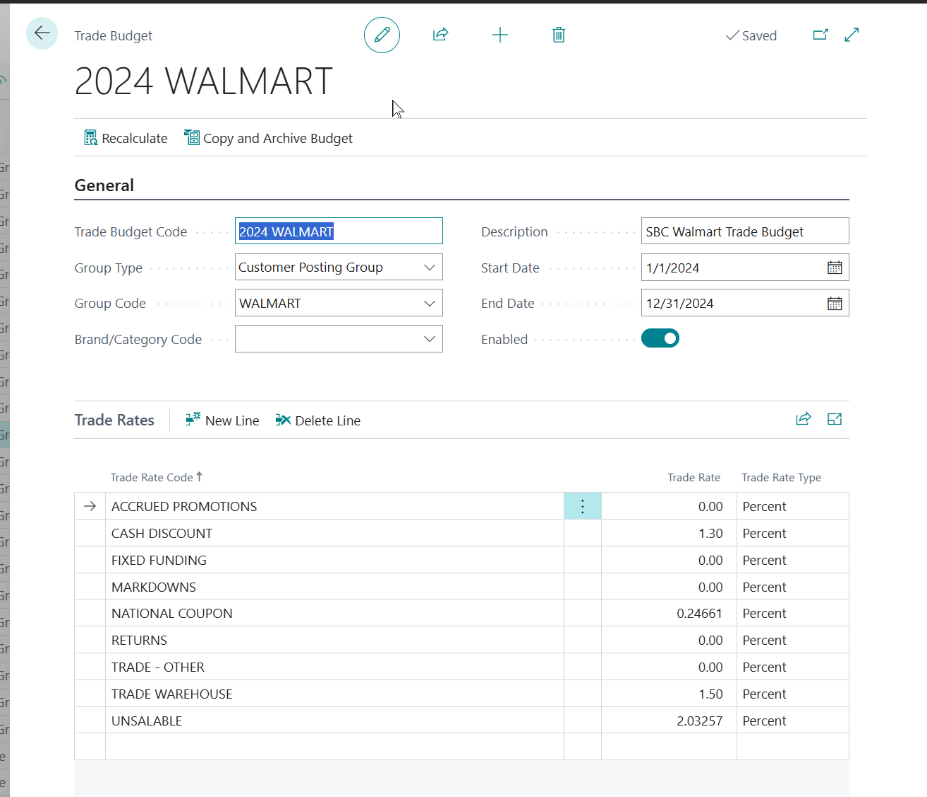 Trade Budget
Saved
2024 WALMART
Recalculate Copy and Archive Budget
General
Trade Budget Code 2024 WALMART Description SBC Walmart Trade Budget
Group Type Customer Posting Group Start Date 1/1/2024
Group Code WALMART End Date 12/31/2024
Brand/Category Code Enabled
Trade Rates New Line Delete Line
Trade Rate Code↑ Trade Rate Trade Rate Type
ACCRUED PROMOTIONS 0.00 Percent
CASH DISCOUNT 1.30 Percent
FIXED FUNDING 0.00 Percent
MARKDOWNS 0.00 Percent
NATIONAL COUPON 0.24661 Percent
RETURNS 0.00 Percent
TRADE - OTHER 0.00 Percent
TRADE WAREHOUSE 1.50 Percent
UNSALABLE 2.03257 Percent